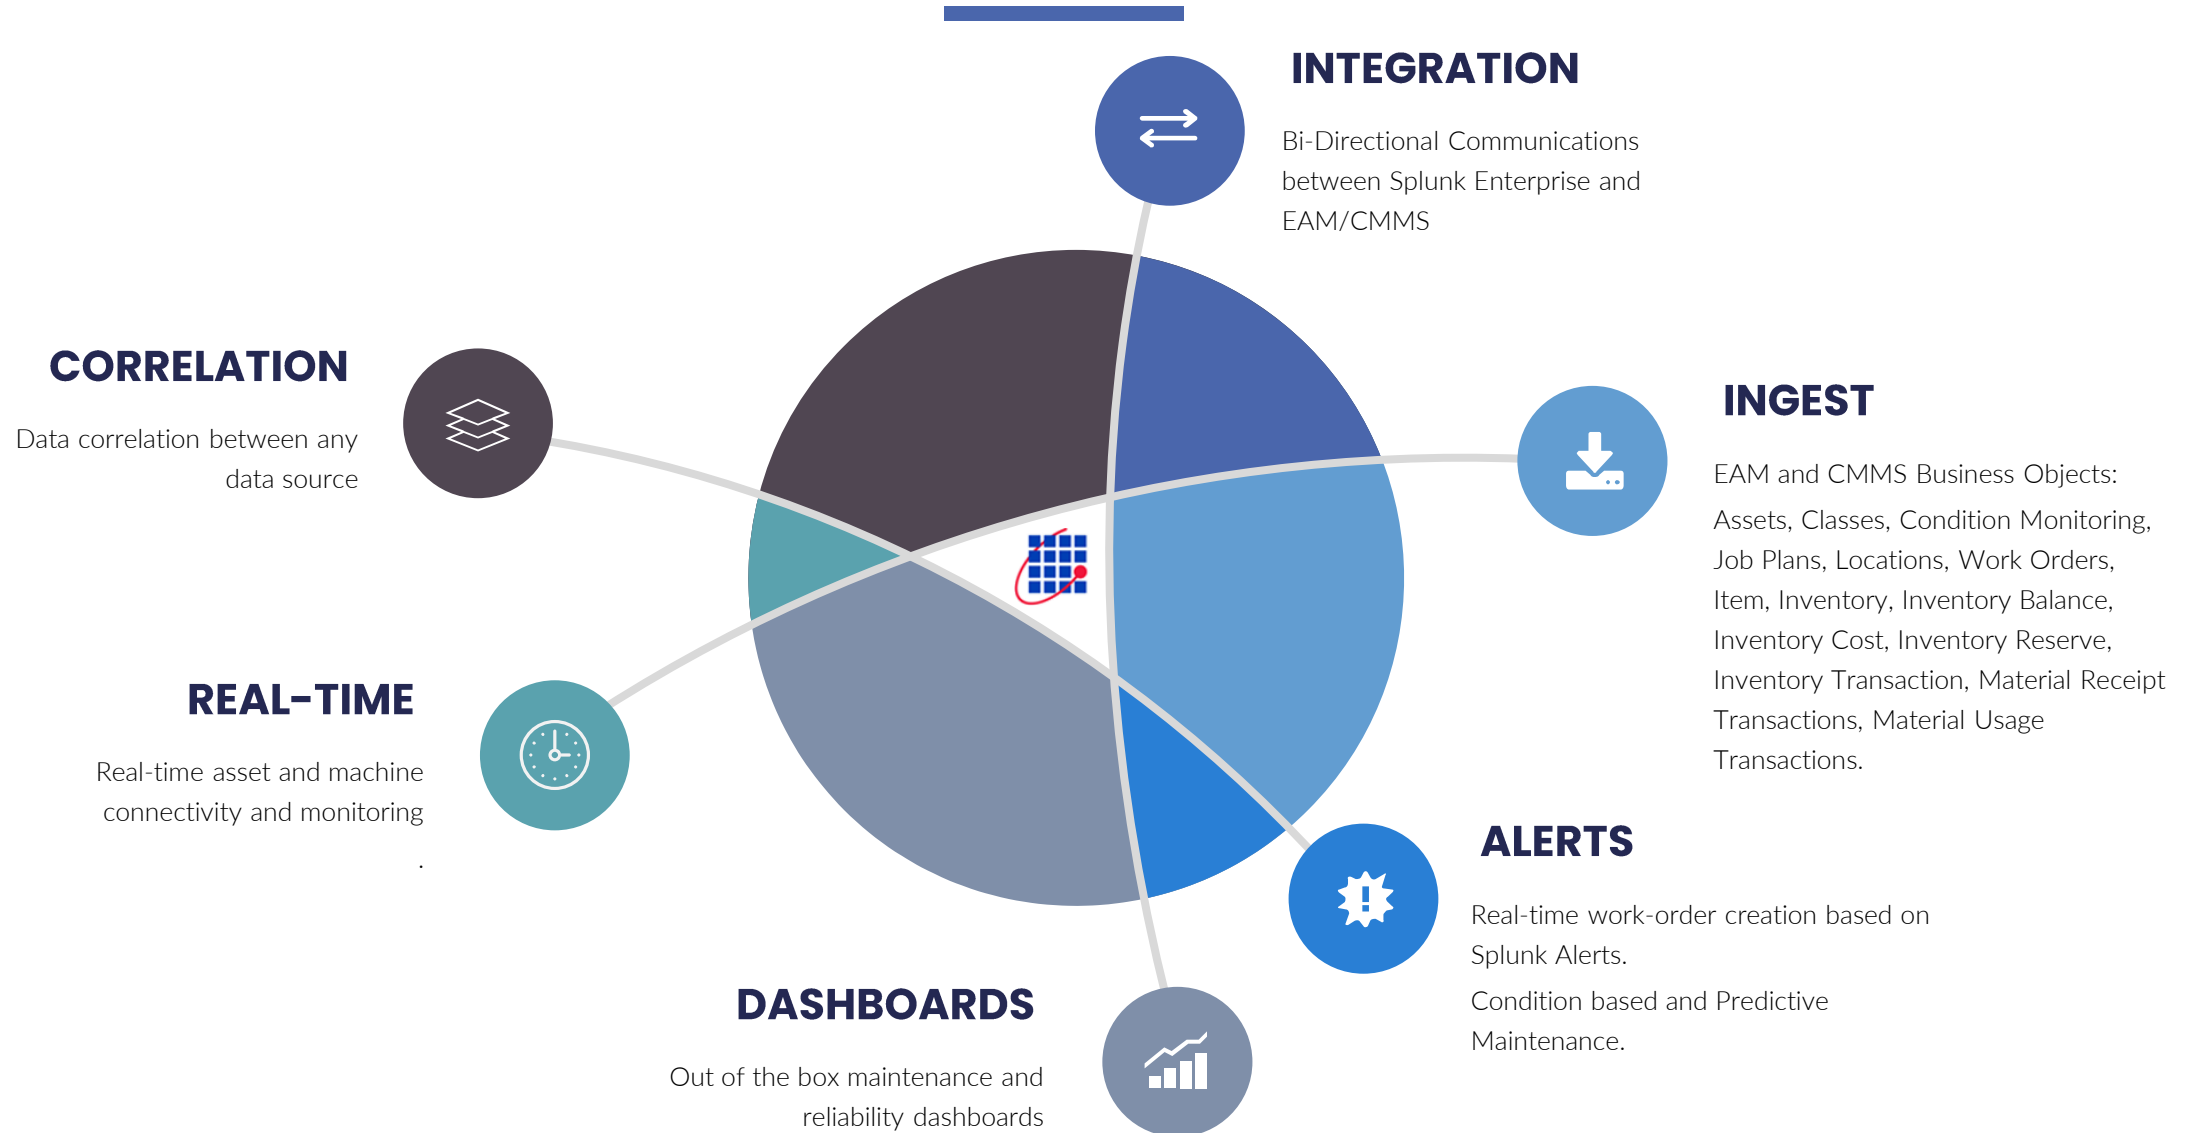 INTEGRATION
Bi-Directional Communications
between Splunk Enterprise and
EAM/CMMS
CORRELATION
Data correlation between any
data source
INGEST
EAM and CMMS Business Objects:
Assets, Classes, Condition Monitoring,
Job Plans, Locations, Work Orders,
Item, Inventory, Inventory Balance,
Inventory Cost, Inventory Reserve,
Inventory Transaction, Material Receipt
Transactions, Material Usage
Transactions.
REAL-TIME
Real-time asset and machine
connectivity and monitoring
.
ALERTS
Real-time work-order creation based on
Splunk Alerts.
Condition based and Predictive
Maintenance.
DASHBOARDS
Out of the box maintenance and
reliability dashboards